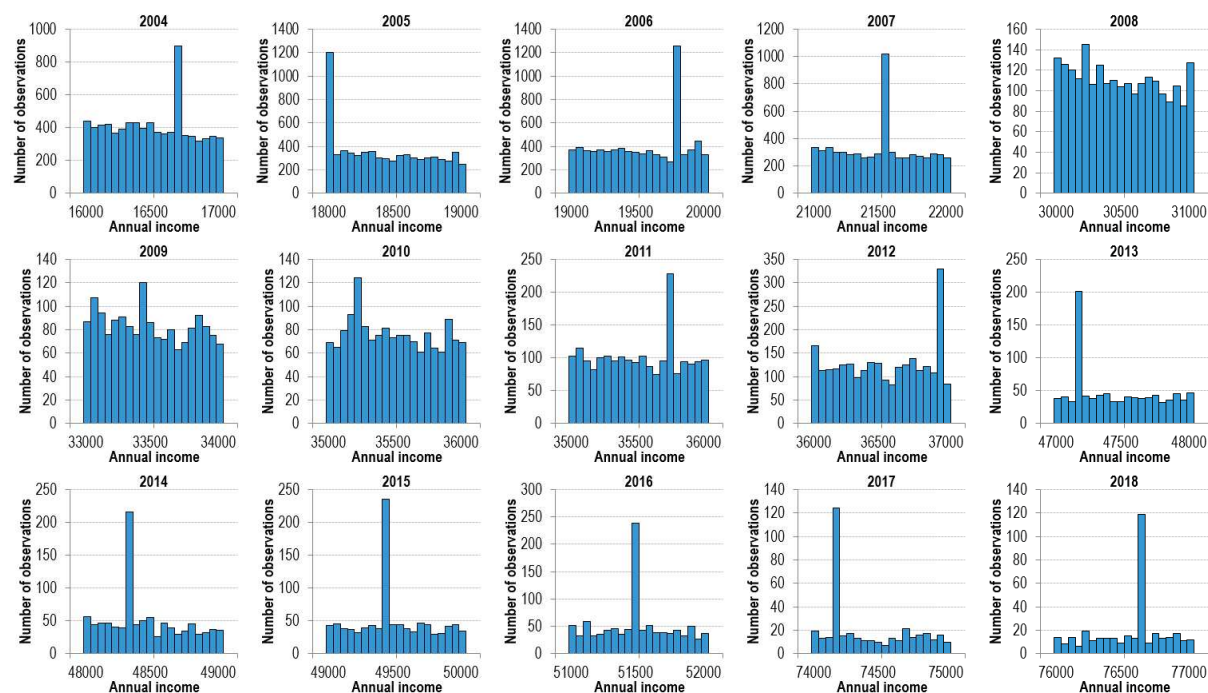 2004
Number of observations
1000
800
600
400
200
0
16000 16500 17000
Annual income
2005
Number of observations
1400
1200
1000
800
600
400
200
0
18000 18500 19000
Annual income
2006
Number of observations
1400
1200
1000
800
600
400
200
0
19000 19500 20000
Annual income
2007
Number of observations
1200
1000
800
600
400
200
0
21000 21500 22000
Annual income
2008
Number of observations
160
140
120
100
80
60
40
20
0
30000 30500 31000
Annual income
2009
Number of observations
140
120
100
80
60
40
20
0
33000 33500 34000
Annual income
2010
Number of observations
140
120
100
80
60
40
20
0
35000 35500 36000
Annual income
2011
Number of observations
250
200
150
100
50
0
35000 35500 36000
Annual income
2012
Number of observations
350
300
250
200
150
100
50
0
36000 36500 37000
Annual income
2013
Number of observations
250
200
150
100
50
0
47000 47500 48000
Annual income
2014
Number of observations
250
200
150
100
50
0
48000 48500 49000
Annual income
2015
Number of observations
250
200
150
100
50
0
49000 49500 50000
Annual income
2016
Number of observations
300
250
200
150
100
50
0
51000 51500 52000
Annual income
2017
Number of observations
140
120
100
80
60
40
20
0
74000 74500 75000
Annual income
2018
Number of observations
140
120
100
80
60
40
20
0
76000 76500 77000
Annual income